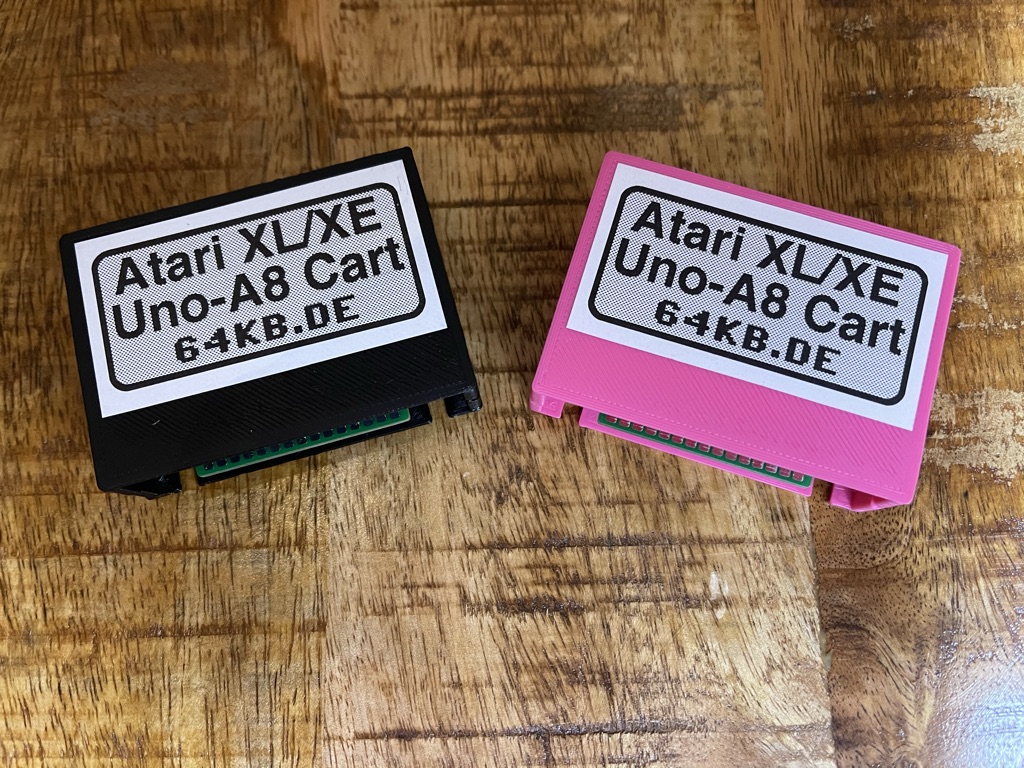 Atari XL/XE
Uno-A8 Cart
64KB.DE
Atari XL/XE
Uno-A8 Cart
64KB.DE